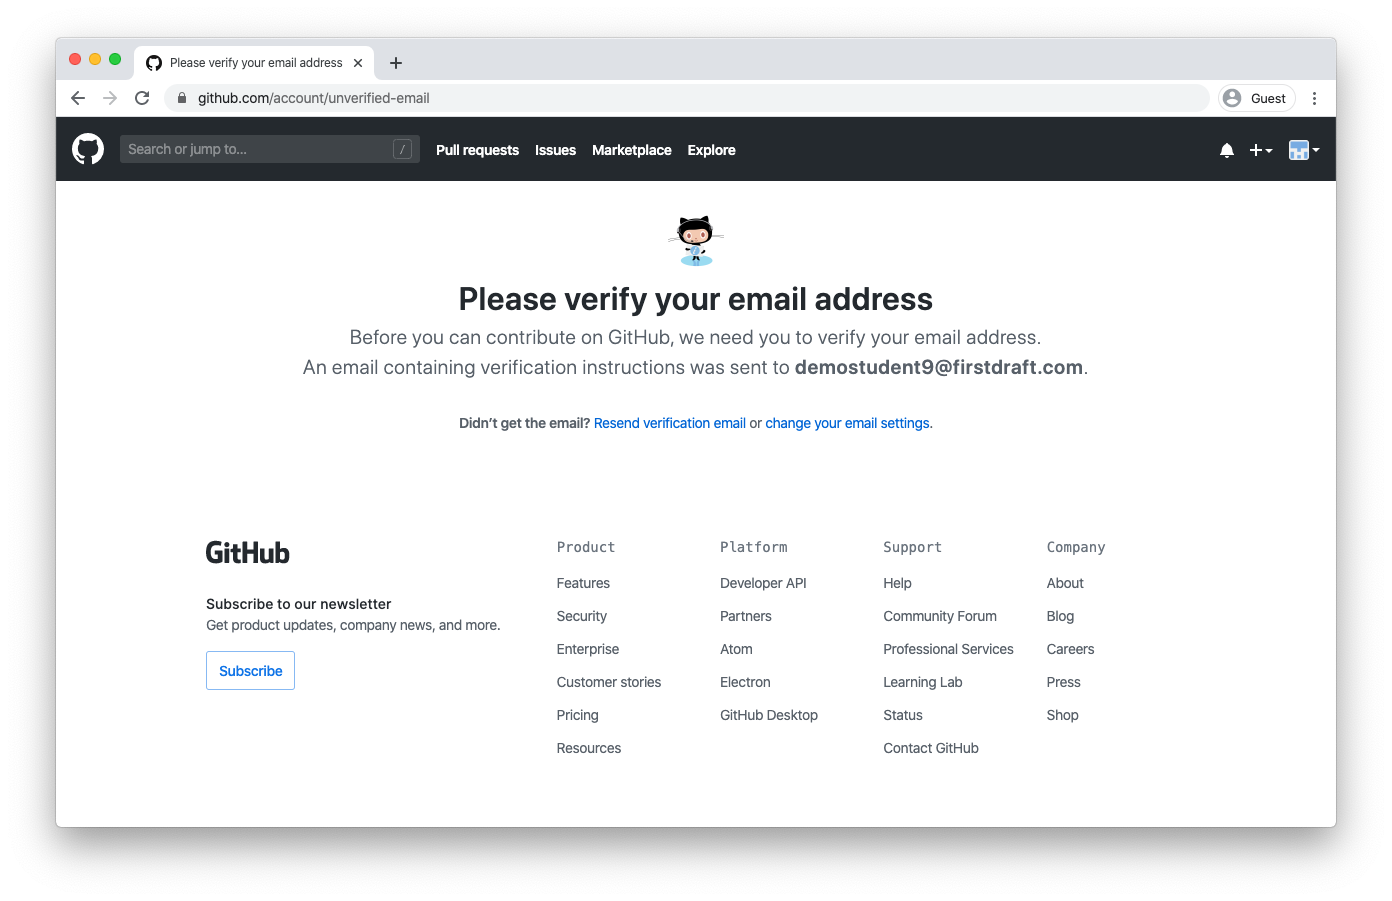 Please verify your email address
github.com/account/unverified-email
Guest
Search or jump to...
/
Pull requests
Issues
Marketplace
Explore
Please verify your email address
Before you can contribute on GitHub, we need you to verify your email address.
An email containing verification instructions was sent to demostudent9@firstdraft.com.
Didn't get the email? Resend verification email or change your email settings.
GitHub
Subscribe to our newsletter
Get product updates, company news, and more.
Subscribe
Product
Features
Security
Enterprise
Customer stories
Pricing
Resources
Platform
Developer API
Partners
Atom
Electron
GitHub Desktop
Support
Help
Community Forum
Professional Services
Learning Lab
Status
Contact GitHub
Company
About
Blog
Careers
Press
Shop